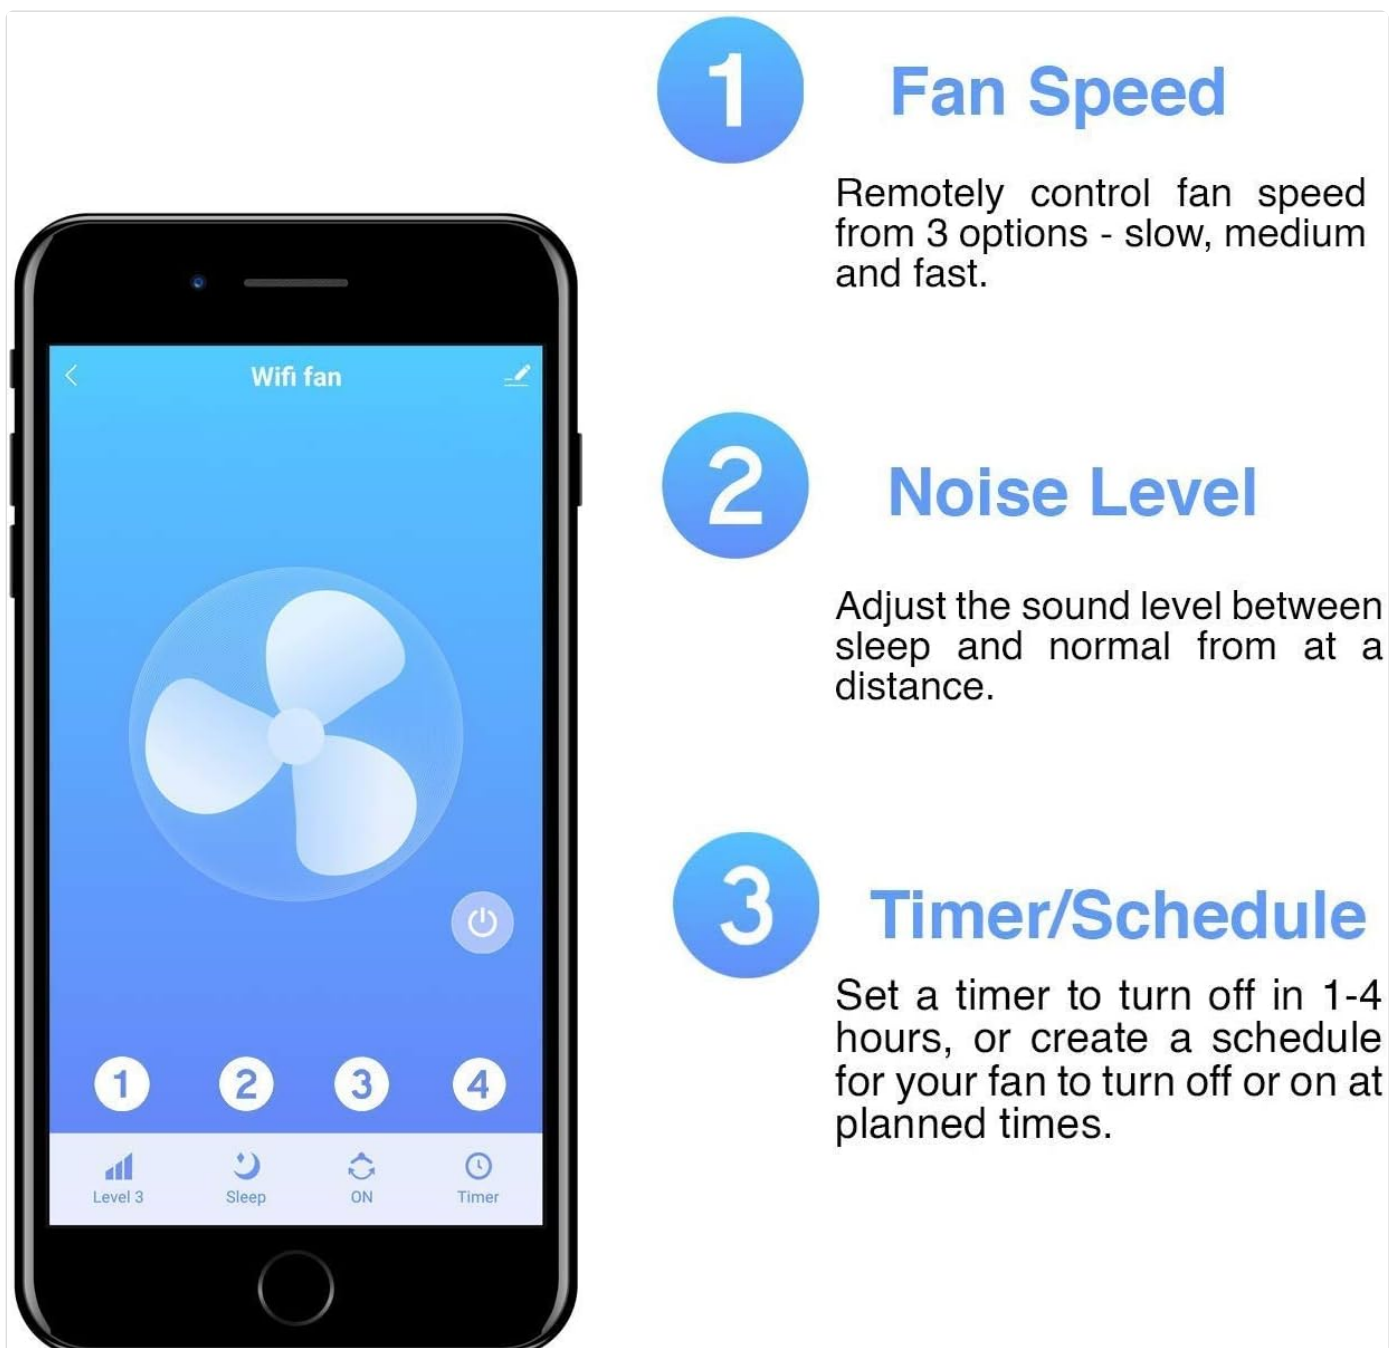 1
Fan Speed
Remotely control fan speed
from 3 options - slow, medium
and fast.
2
Noise Level
Adjust the sound level between
sleep and normal from at a
distance.
3
Timer/Schedule
Set a timer to turn off in 1-4
hours, or create a schedule
for your fan to turn off or on at
planned times.
Wifi fan
1 2 3 4
Level 3 Sleep ON Timer